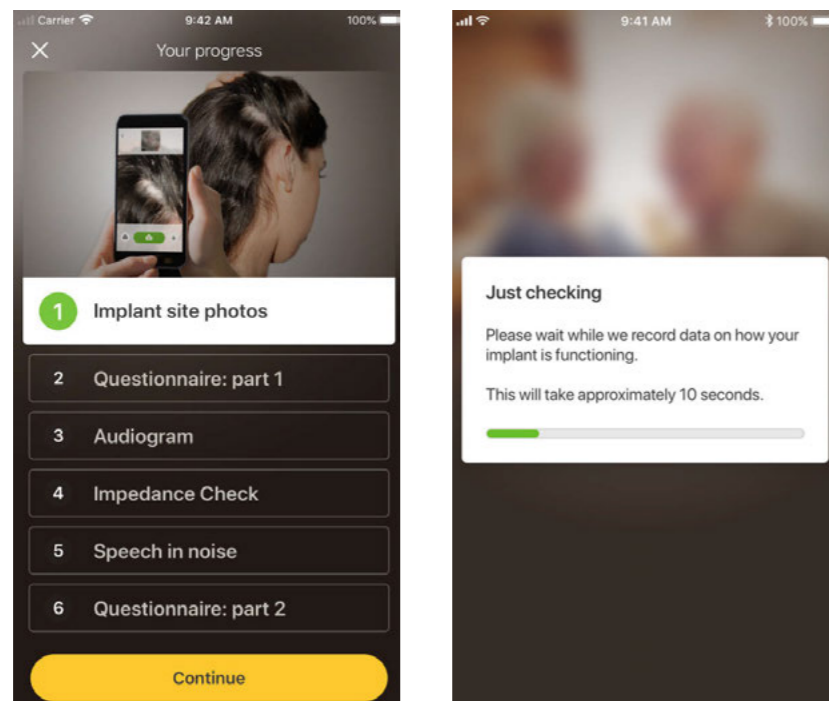 Carrier 9:42 AM 100%
Your progress
1 Implant site photos
2 Questionnaire: part 1
3 Audiogram
4 Impedance Check
5 Speech in noise
6 Questionnaire: part 2
Continue
9:41 AM 100%
Just checking
Please wait while we record data on how your
implant is functioning.
This will take approximately 10 seconds.